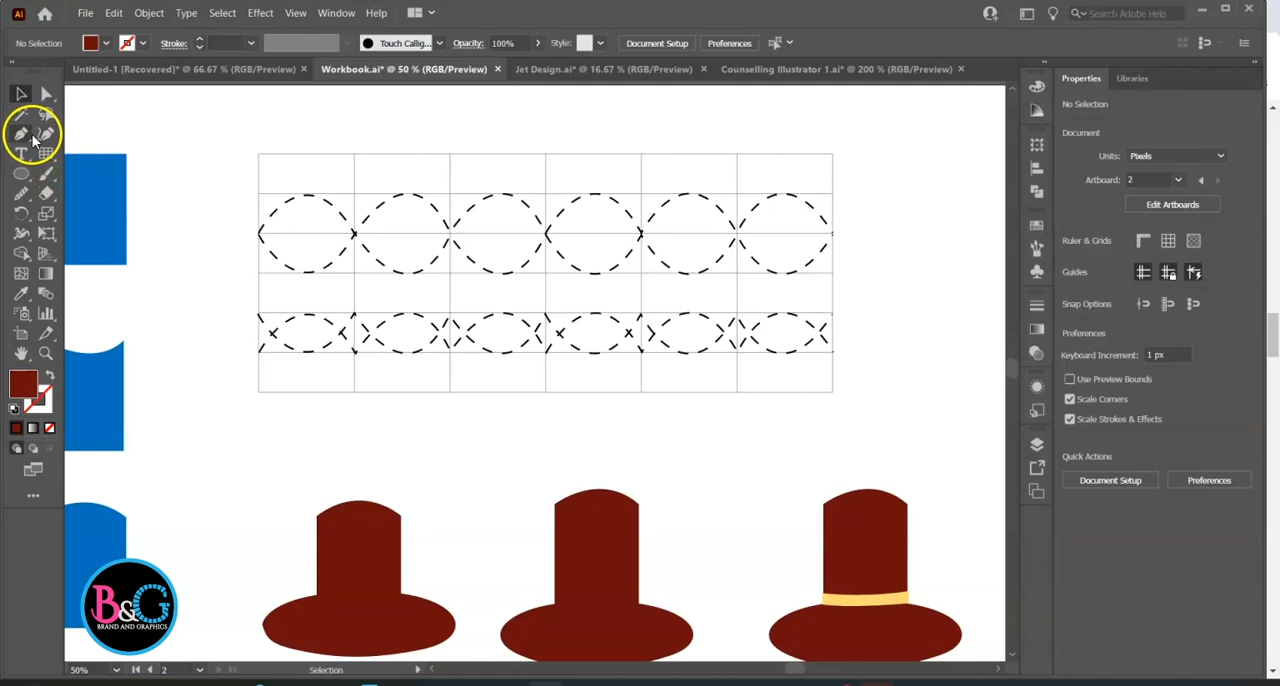 Ai File Edit Object Type Select Effect View Window Help Search Adobe Help
No Selection Stroke: Touch Callig... Opacity: 100% Style: Document Setup Preferences
Untitled-1 [Recovered]* @ 66.67 % (RGB/Preview) × Workbook.ai* @ 50 % (RGB/Preview) × Jet Design.ai* @ 16.67 % (RGB/Preview) × Counselling Illustrator 1.ai* @ 200 % (RGB/Preview) ×
Properties Libraries
No Selection
Document
Units: Pixels
Artboard: 2
Edit Artboards
Ruler & Grids
Guides
Snap Options
Preferences
Keyboard Increment: 1 px
Use Preview Bounds
Scale Corners
Scale Strokes & Effects
Quick Actions
Document Setup Preferences
B&G
BRAND AND GRAPHICS
50% 2 Selection